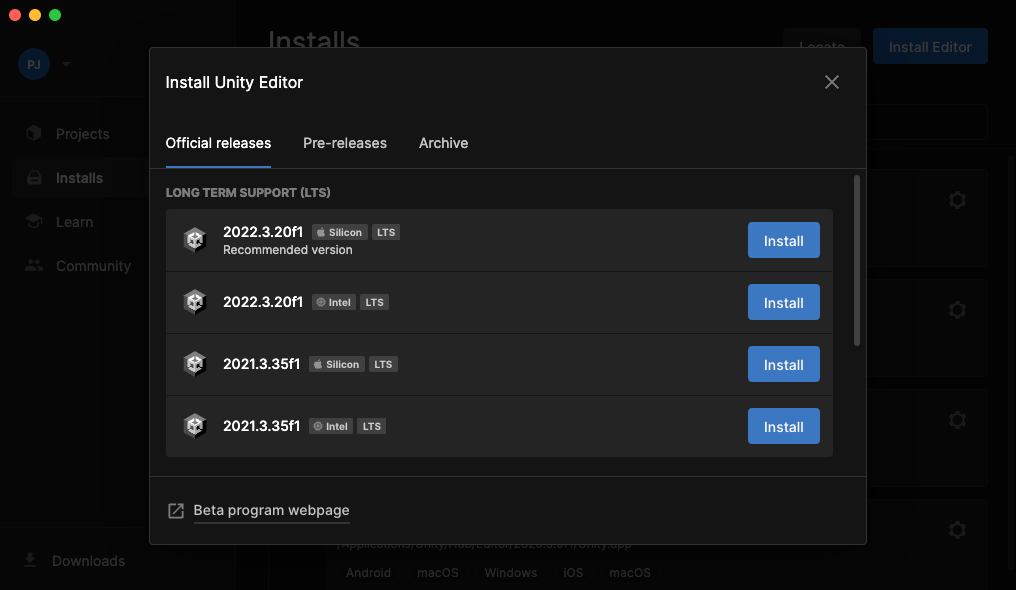 Installs
Locate
Install Editor
PJ
Install Unity Editor
Projects
Installs
Learn
Community
Downloads
Official releases
Pre-releases
Archive
LONG TERM SUPPORT (LTS)
2022.3.20f1 Silicon LTS
Recommended version
Install
2022.3.20f1 Intel LTS
Install
2021.3.35f1 Silicon LTS
Install
2021.3.35f1 Intel LTS
Install
Beta program webpage
Android macOS Windows iOS macOS